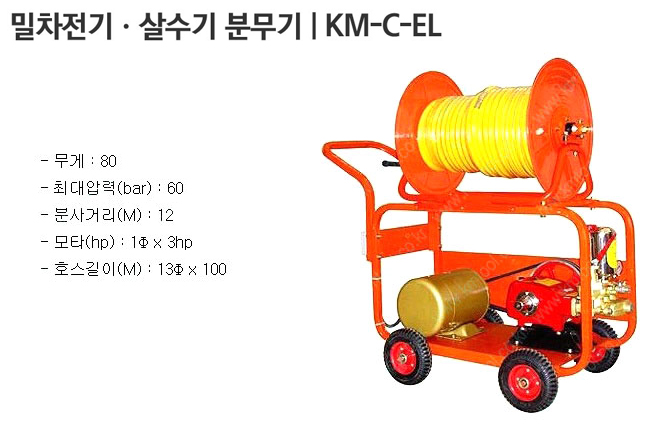 밀차전기 · 살수기 분무기 | KM-C-EL
- 무게 : 80
- 최대압력(bar) : 60
- 분사거리(M) : 12
- 모타(hp) : 1Φ x 3hp
- 호스길이(M) : 13Φ x 100